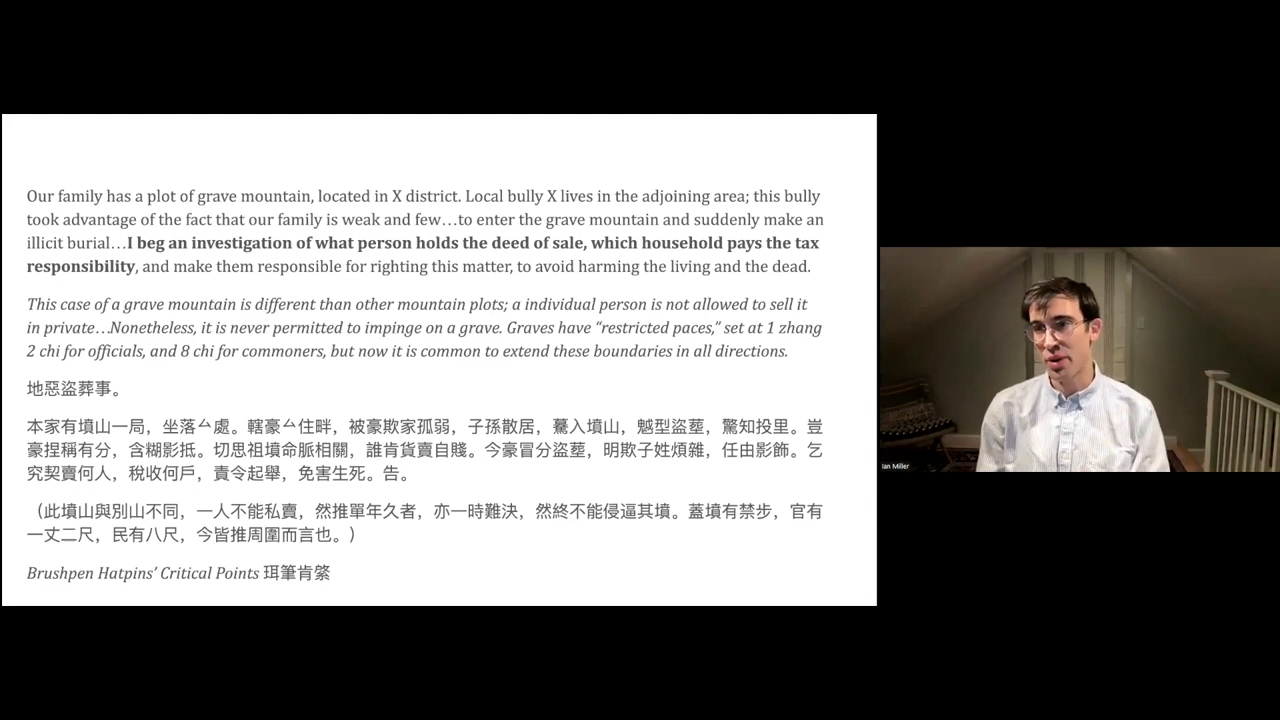 Our family has a plot of grave mountain, located in X district. Local bully X lives in the adjoining area; this bully
took advantage of the fact that our family is weak and few…to enter the grave mountain and suddenly make an
illicit burial…I beg an investigation of what person holds the deed of sale, which household pays the tax
responsibility, and make them responsible for righting this matter, to avoid harming the living and the dead.
This case of a grave mountain is different than other mountain plots; a individual person is not allowed to sell it
in private…Nonetheless, it is never permitted to impinge on a grave. Graves have “restricted paces,” set at 1 zhang
2 chi for officials, and 8 chi for commoners, but now it is common to extend these boundaries in all directions.
地惡盜葬事。
本家有墳山一局，坐落厶處。轄豪厶住畔，被豪欺家孤弱，子孫散居，驀入墳山，魆型盜塟，驚知投里。豈
豪捏稱有分，含糊影抵。切思祖墳命脈相關，誰肯貨賣自賤。今豪冒分盜塟，明欺子姓煩雜，任由影飾。乞
究契賣何人，稅收何戶，責令起舉，免害生死。告。
（此墳山與別山不同，一人不能私賣，然推單年久者，亦一時難決，然終不能侵逼其墳。蓋墳有禁步，官有
一丈二尺，民有八尺，今皆推周圍而言也。）
Brushpen Hatpins’ Critical Points 珥筆肯綮
Ian Miller